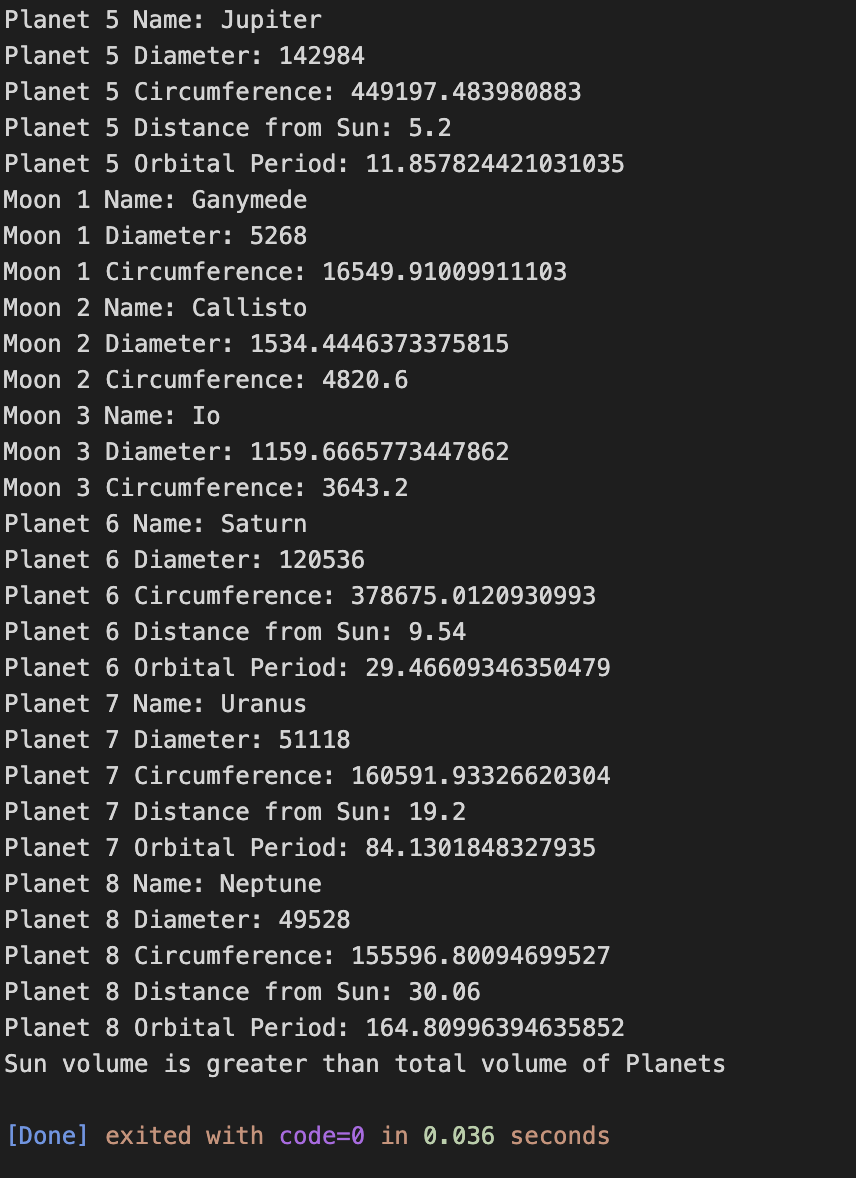 Planet 5 Name: Jupiter
Planet 5 Diameter: 142984
Planet 5 Circumference: 449197.483980883
Planet 5 Distance from Sun: 5.2
Planet 5 Orbital Period: 11.857824421031035
Moon 1 Name: Ganymede
Moon 1 Diameter: 5268
Moon 1 Circumference: 16549.91009911103
Moon 2 Name: Callisto
Moon 2 Diameter: 1534.4446373375815
Moon 2 Circumference: 4820.6
Moon 3 Name: Io
Moon 3 Diameter: 1159.6665773447862
Moon 3 Circumference: 3643.2
Planet 6 Name: Saturn
Planet 6 Diameter: 120536
Planet 6 Circumference: 378675.0120930993
Planet 6 Distance from Sun: 9.54
Planet 6 Orbital Period: 29.46609346350479
Planet 7 Name: Uranus
Planet 7 Diameter: 51118
Planet 7 Circumference: 160591.93326620304
Planet 7 Distance from Sun: 19.2
Planet 7 Orbital Period: 84.1301848327935
Planet 8 Name: Neptune
Planet 8 Diameter: 49528
Planet 8 Circumference: 155596.80094699527
Planet 8 Distance from Sun: 30.06
Planet 8 Orbital Period: 164.80996394635852
Sun volume is greater than total volume of Planets
[Done] exited with code=0 in 0.036 seconds